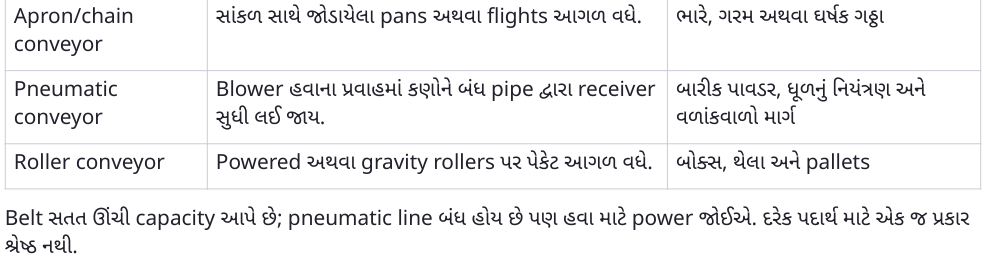 Apron/chain conveyor સાંકળ સાથે જોડાયેલા pans અથવા flights આગળ વધે. ભારે, ગરમ અથવા ઘર્ષક ગઠ્ઠા
Pneumatic conveyor Blower હવાના પ્રવાહમાં કણોને બંધ pipe દ્વારા receiver સુધી લઈ જાય. બારીક પાવડર, ધૂળનું નિયંત્રણ અને વળાંકવાળો માર્ગ
Roller conveyor Powered અથવા gravity rollers પર પેકેટ આગળ વધે. બોક્સ, થેલા અને pallets
Belt સતત ઊંચી capacity આપે છે; pneumatic line બંધ હોય છે પણ હવા માટે power જોઈએ. દરેક પદાર્થ માટે એક જ પ્રકાર
શ્રેષ્ઠ નથી.